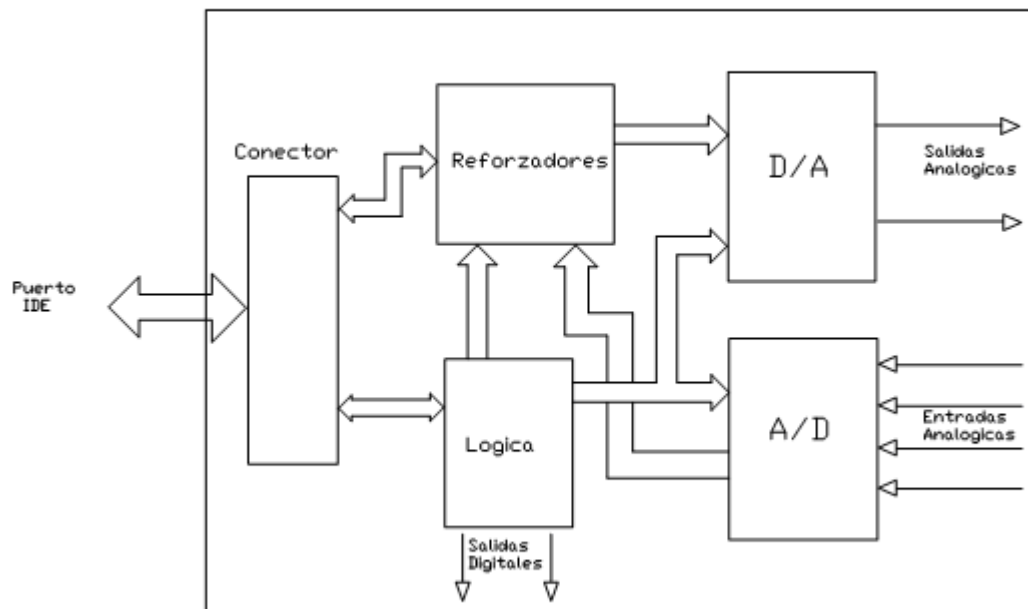 Conector
Reforzadores
D/A
Salidas
Analogicas
Puerto
IDE
Logica
A/D
Entradas
Analogicas
Salidas
Digitales